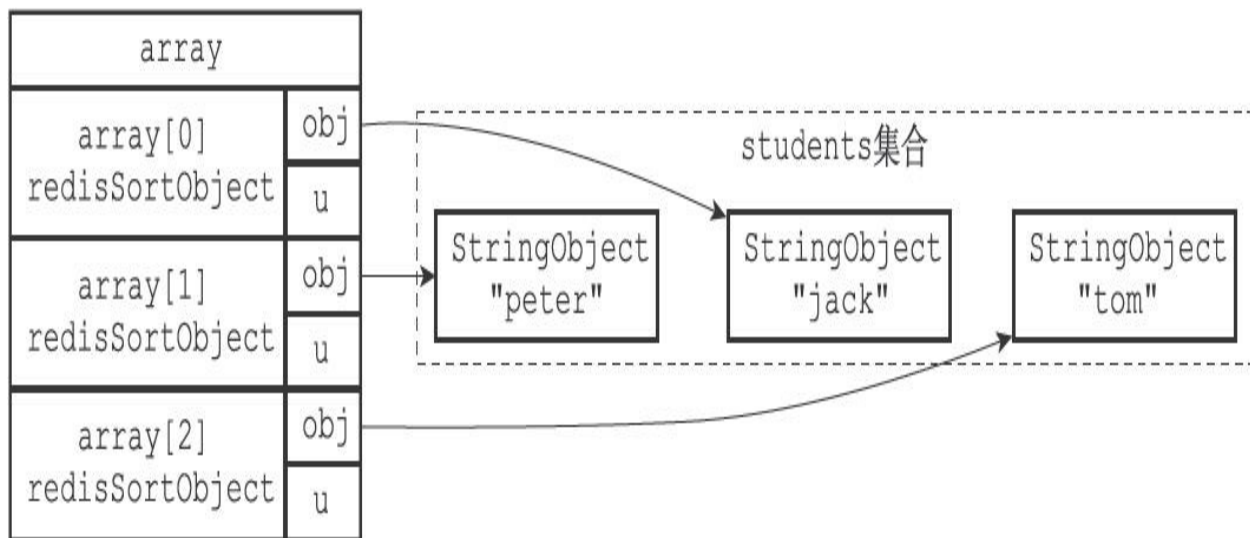 array
array[0]
redisSortObject
obj
u
array[1]
redisSortObject
obj
u
array[2]
redisSortObject
obj
u
students集合
StringObject
"peter"
StringObject
"jack"
StringObject
"tom"